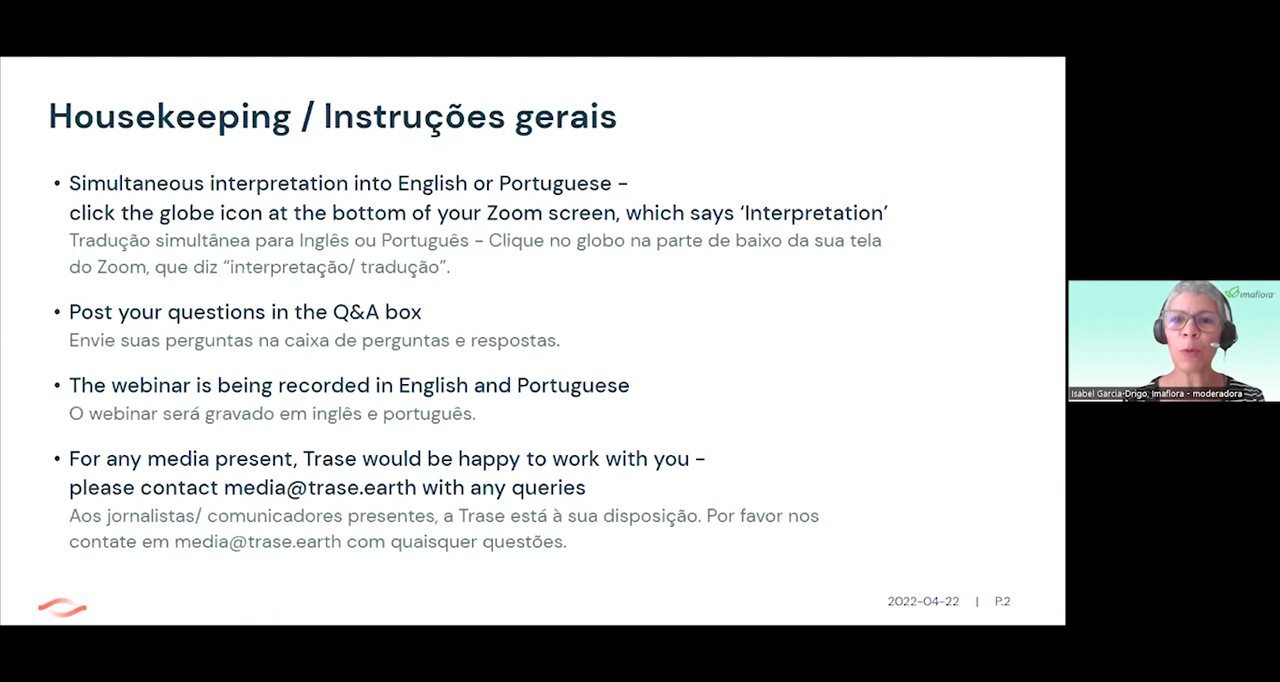 Housekeeping / Instruções gerais
• Simultaneous interpretation into English or Portuguese -
click the globe icon at the bottom of your Zoom screen, which says ‘Interpretation’
Tradução simultânea para Inglês ou Português - Clique no globo na parte de baixo da sua tela
do Zoom, que diz “interpretação/ tradução”.
• Post your questions in the Q&A box
Envie suas perguntas na caixa de perguntas e respostas.
• The webinar is being recorded in English and Portuguese
O webinar será gravado em inglês e português.
• For any media present, Trase would be happy to work with you -
please contact media@trase.earth with any queries
Aos jornalistas/ comunicadores presentes, a Trase está à sua disposição. Por favor nos
contate em media@trase.earth com quaisquer questões.
2022-04-22 | P.2
imaflora
Isabel Garcia-Drigo, Imaflora - moderadora